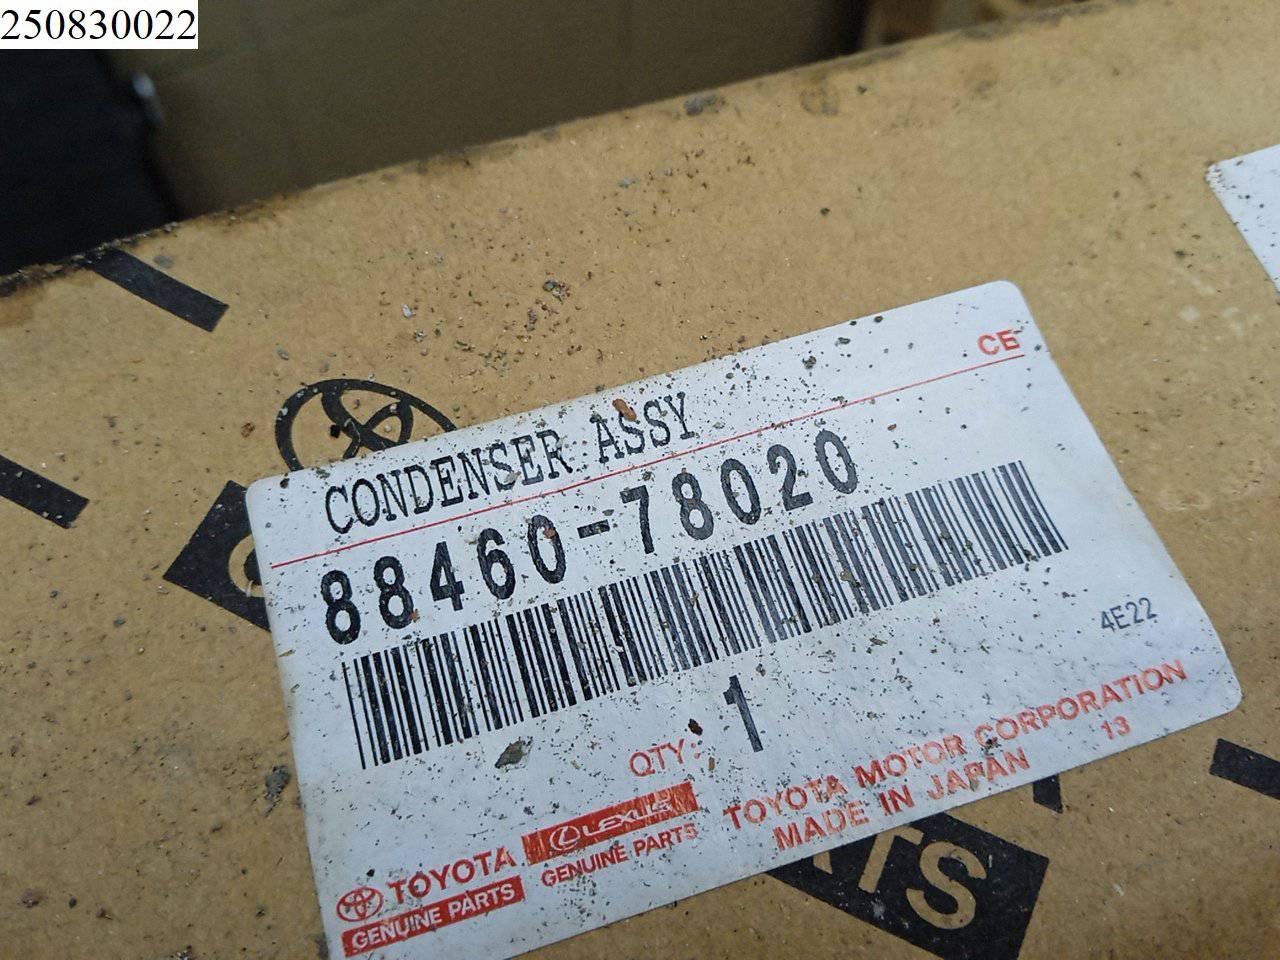 250830022
CE
CONDENSER ASSY
88460-78020
4E22
QTY: 1
TOYOTA MOTOR CORPORATION
MADE IN JAPAN 13
TOYOTA
GENUINE PARTS
LEXUS
GENUINE PARTS